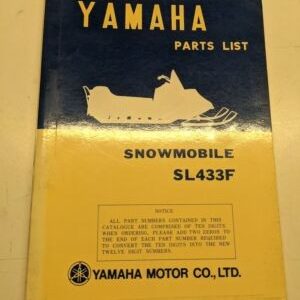 YAMAHA
PARTS LIST
SNOWMOBILE
SL433F
NOTICE
ALL PART NUMBERS CONTAINED IN THIS
CATALOGUE ARE COMPRISED OF TEN DIGITS
WHEN ORDERING, PLEASE ADD TWO ZEROS TO
THE END OF EACH PART NUMBER REQUIRED
TO CONVERT THE TEN DIGITS INTO THE NEW
TWELVE DIGIT NUMBERS.
YAMAHA MOTOR CO., LTD.